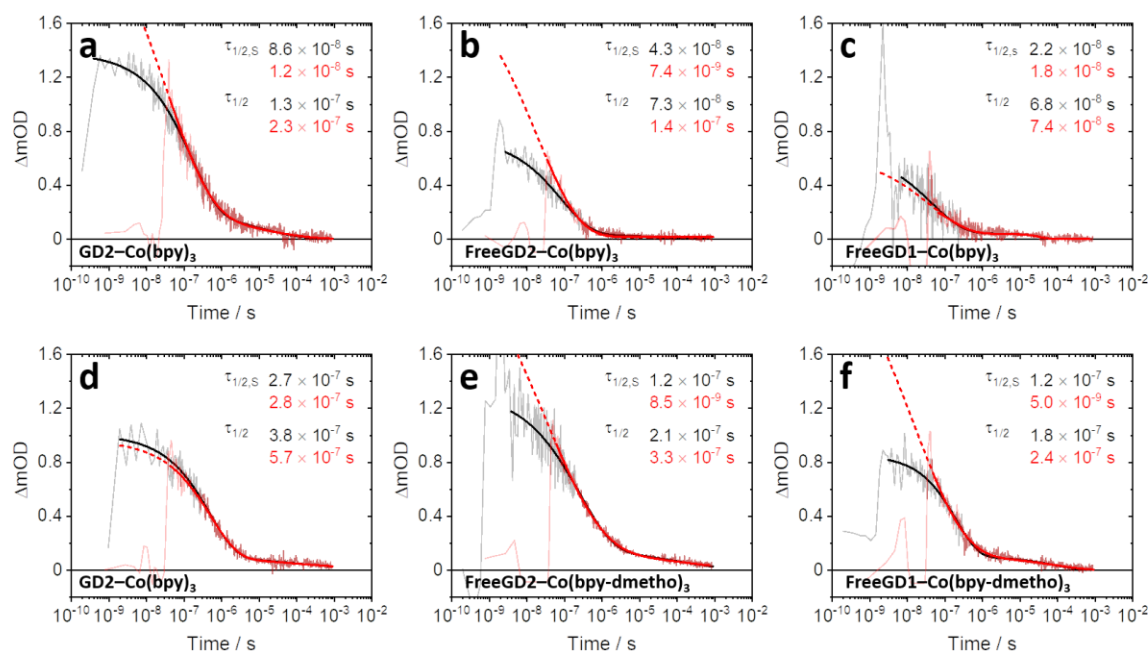 a
τ1/2,S 8.6 × 10⁻⁸ s
1.2 × 10⁻⁸ s
τ1/2 1.3 × 10⁻⁷ s
2.3 × 10⁻⁷ s
1.6
1.2
0.8
0.4
0
ΔmOD
GD2–Co(bpy)₃
10⁻¹⁰ 10⁻⁹ 10⁻⁸ 10⁻⁷ 10⁻⁶ 10⁻⁵ 10⁻⁴ 10⁻³ 10⁻²
Time / s
b
τ1/2,S 4.3 × 10⁻⁸ s
7.4 × 10⁻⁹ s
τ1/2 7.3 × 10⁻⁸ s
1.4 × 10⁻⁷ s
1.6
1.2
0.8
0.4
0
ΔmOD
FreeGD2–Co(bpy)₃
10⁻¹⁰ 10⁻⁹ 10⁻⁸ 10⁻⁷ 10⁻⁶ 10⁻⁵ 10⁻⁴ 10⁻³ 10⁻²
Time / s
c
τ1/2,s 2.2 × 10⁻⁸ s
1.8 × 10⁻⁸ s
τ1/2 6.8 × 10⁻⁸ s
7.4 × 10⁻⁸ s
1.6
1.2
0.8
0.4
0
ΔmOD
FreeGD1–Co(bpy)₃
10⁻¹⁰ 10⁻⁹ 10⁻⁸ 10⁻⁷ 10⁻⁶ 10⁻⁵ 10⁻⁴ 10⁻³ 10⁻²
Time / s
d
τ1/2,S 2.7 × 10⁻⁷ s
2.8 × 10⁻⁷ s
τ1/2 3.8 × 10⁻⁷ s
5.7 × 10⁻⁷ s
1.6
1.2
0.8
0.4
0
ΔmOD
GD2–Co(bpy)₃
10⁻¹⁰ 10⁻⁹ 10⁻⁸ 10⁻⁷ 10⁻⁶ 10⁻⁵ 10⁻⁴ 10⁻³ 10⁻²
Time / s
e
τ1/2,S 1.2 × 10⁻⁷ s
8.5 × 10⁻⁹ s
τ1/2 2.1 × 10⁻⁷ s
3.3 × 10⁻⁷ s
1.6
1.2
0.8
0.4
0
ΔmOD
FreeGD2–Co(bpy-dmetho)₃
10⁻¹⁰ 10⁻⁹ 10⁻⁸ 10⁻⁷ 10⁻⁶ 10⁻⁵ 10⁻⁴ 10⁻³ 10⁻²
Time / s
f
τ1/2,S 1.2 × 10⁻⁷ s
5.0 × 10⁻⁹ s
τ1/2 1.8 × 10⁻⁷ s
2.4 × 10⁻⁷ s
1.6
1.2
0.8
0.4
0
ΔmOD
FreeGD1–Co(bpy-dmetho)₃
10⁻¹⁰ 10⁻⁹ 10⁻⁸ 10⁻⁷ 10⁻⁶ 10⁻⁵ 10⁻⁴ 10⁻³ 10⁻²
Time / s